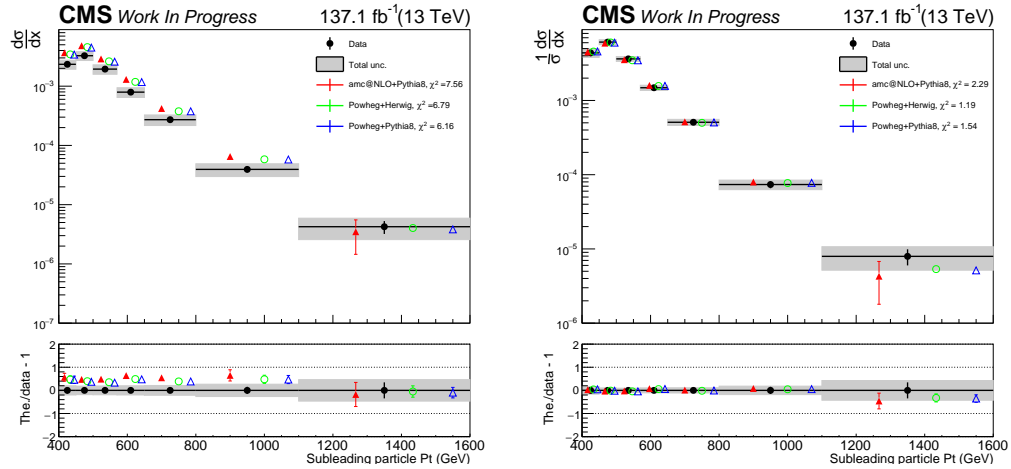 CMS Work In Progress
137.1 fb⁻¹(13 TeV)
dσ
dx
Data
Total unc.
amc@NLO+Pythia8, χ² =7.56
Powheg+Herwig, χ² =6.79
Powheg+Pythia8, χ² = 6.16
10⁻³
10⁻⁴
10⁻⁵
10⁻⁶
10⁻⁷
The./data - 1
2
1
0
−1
−2
400 600 800 1000 1200 1400 1600
Subleading particle Pt (GeV)
CMS Work In Progress
137.1 fb⁻¹(13 TeV)
1 dσ
σ dx
Data
Total unc.
amc@NLO+Pythia8, χ² = 2.29
Powheg+Herwig, χ² = 1.19
Powheg+Pythia8, χ² = 1.54
10⁻³
10⁻⁴
10⁻⁵
10⁻⁶
The./data - 1
2
1
0
−1
−2
400 600 800 1000 1200 1400 1600
Subleading particle Pt (GeV)